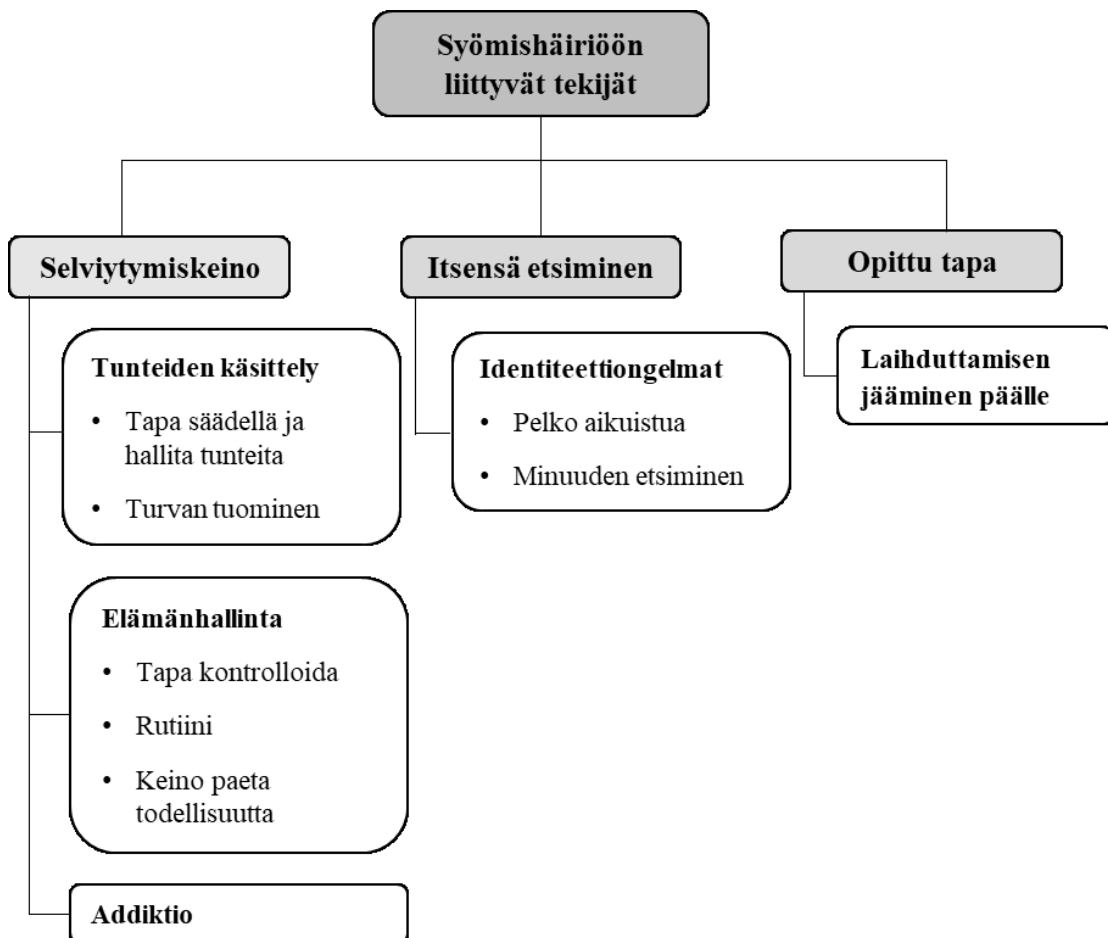 Syömishäiriöön
liittyvät tekijät
Selviytymiskeino
Tunteiden käsittely
• Tapa säädellä ja
hallita tunteita
• Turvan tuominen
Elämänhallinta
• Tapa kontrolloida
• Rutiini
• Keino paeta
todellisuutta
Addiktio
Itsensä etsiminen
Identiteettiongelmat
• Pelko aikuistua
• Minuuden etsiminen
Opittu tapa
Laihduttamisen
jääminen päälle